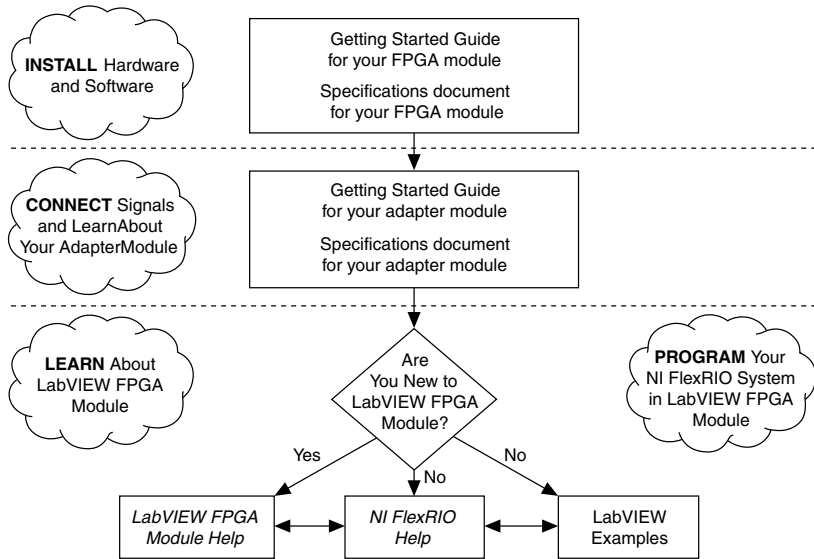 INSTALL Hardware
and Software
Getting Started Guide
for your FPGA module
Specifications document
for your FPGA module
CONNECT Signals
and LearnAbout
Your AdapterModule
Getting Started Guide
for your adapter module
Specifications document
for your adapter module
LEARN About
LabVIEW FPGA
Module
Are
You New to
LabVIEW FPGA
Module?
PROGRAM Your
NI FlexRIO System
in LabVIEW FPGA
Module
Yes
No
No
LabVIEW FPGA
Module Help
NI FlexRIO
Help
LabVIEW
Examples